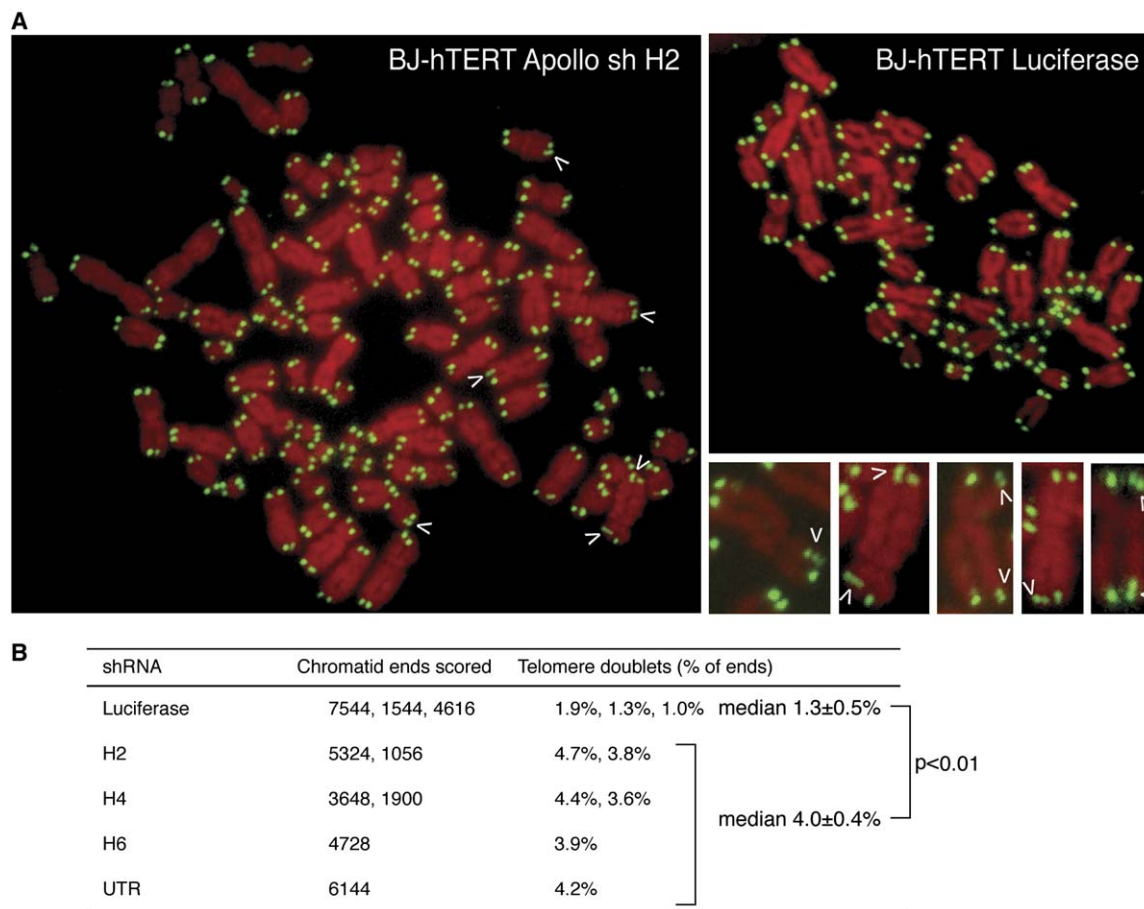 A
BJ-hTERT Apollo sh H2
BJ-hTERT Luciferase
B
shRNA Chromatid ends scored Telomere doublets (% of ends)
Luciferase 7544, 1544, 4616 1.9%, 1.3%, 1.0% median 1.3±0.5%
H2 5324, 1056 4.7%, 3.8%
p<0.01
H4 3648, 1900 4.4%, 3.6%
median 4.0±0.4%
H6 4728 3.9%
UTR 6144 4.2%